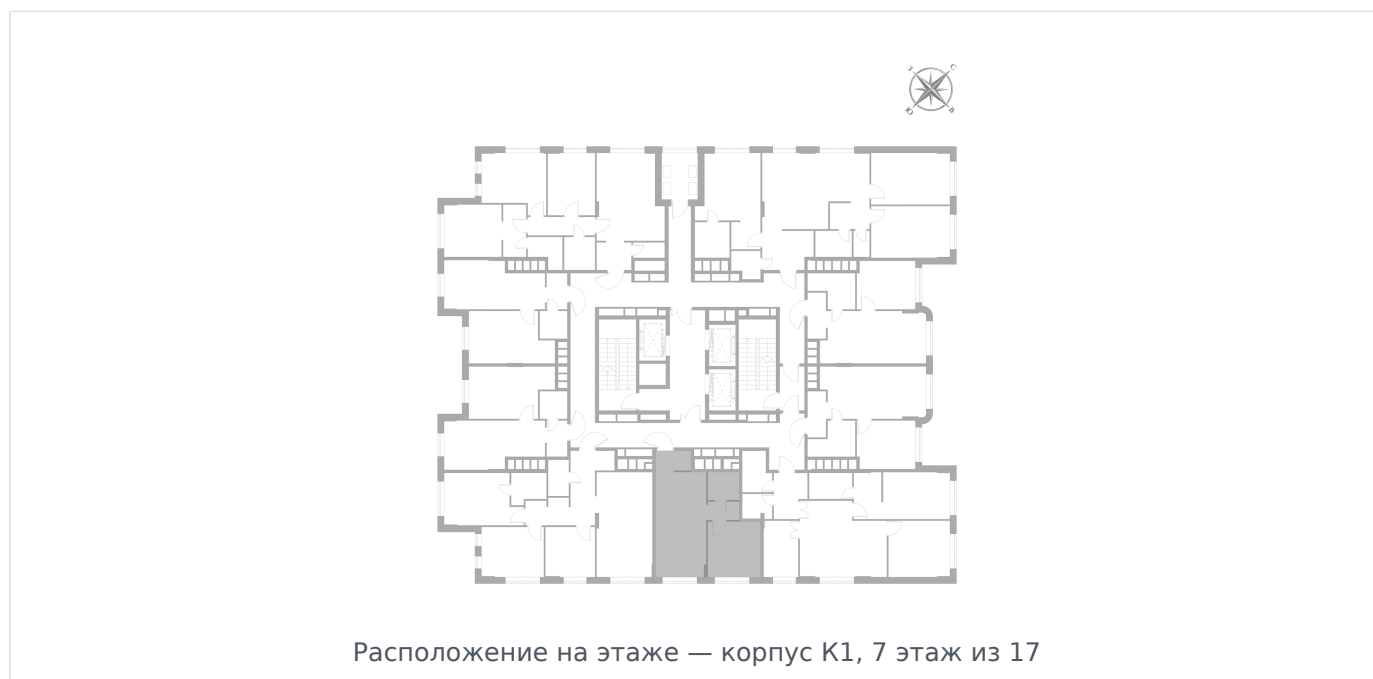 З С
Ю В
Расположение на этаже — корпус К1, 7 этаж из 17